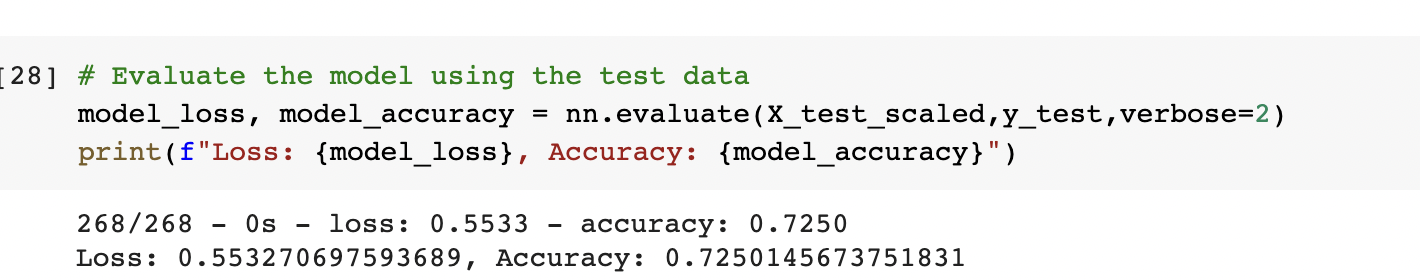 [28] # Evaluate the model using the test data
model_loss, model_accuracy = nn.evaluate(X_test_scaled,y_test,verbose=2)
print(f"Loss: {model_loss}, Accuracy: {model_accuracy}")
268/268 - 0s - loss: 0.5533 - accuracy: 0.7250
Loss: 0.553270697593689, Accuracy: 0.7250145673751831